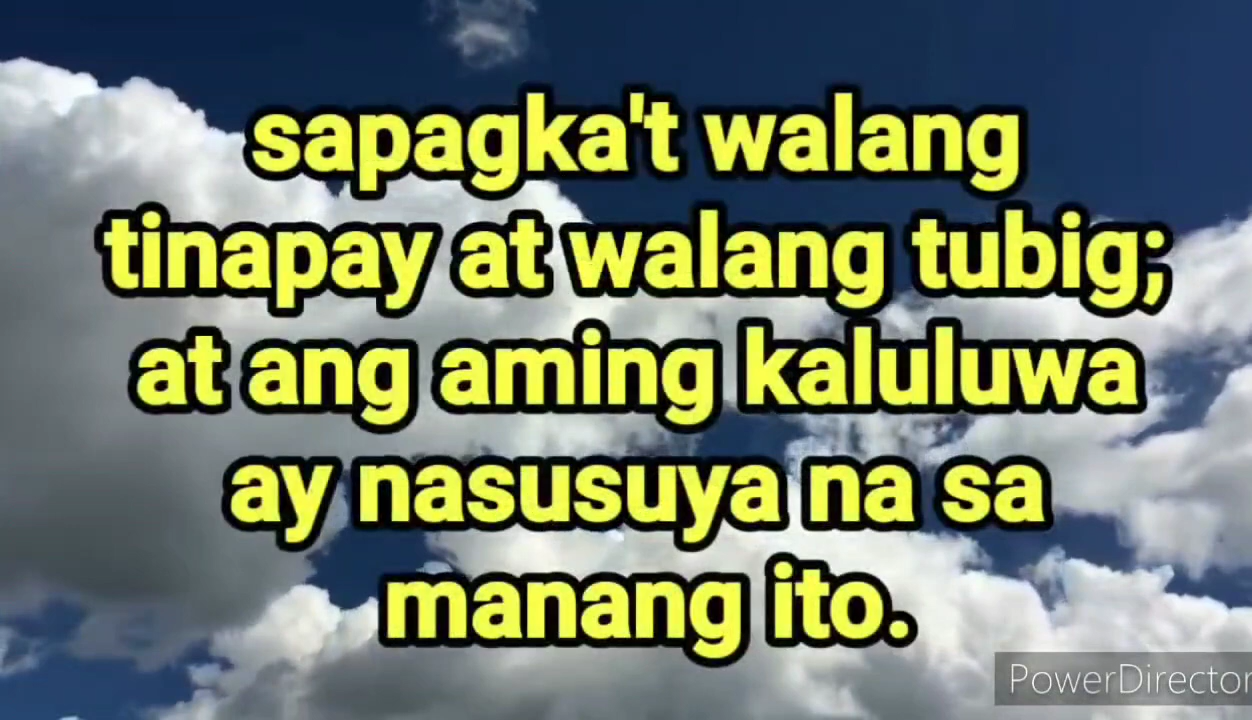 sapagka't walang
tinapay at walang tubig;
at ang aming kaluluwa
ay nasusuya na sa
manang ito.
PowerDirector